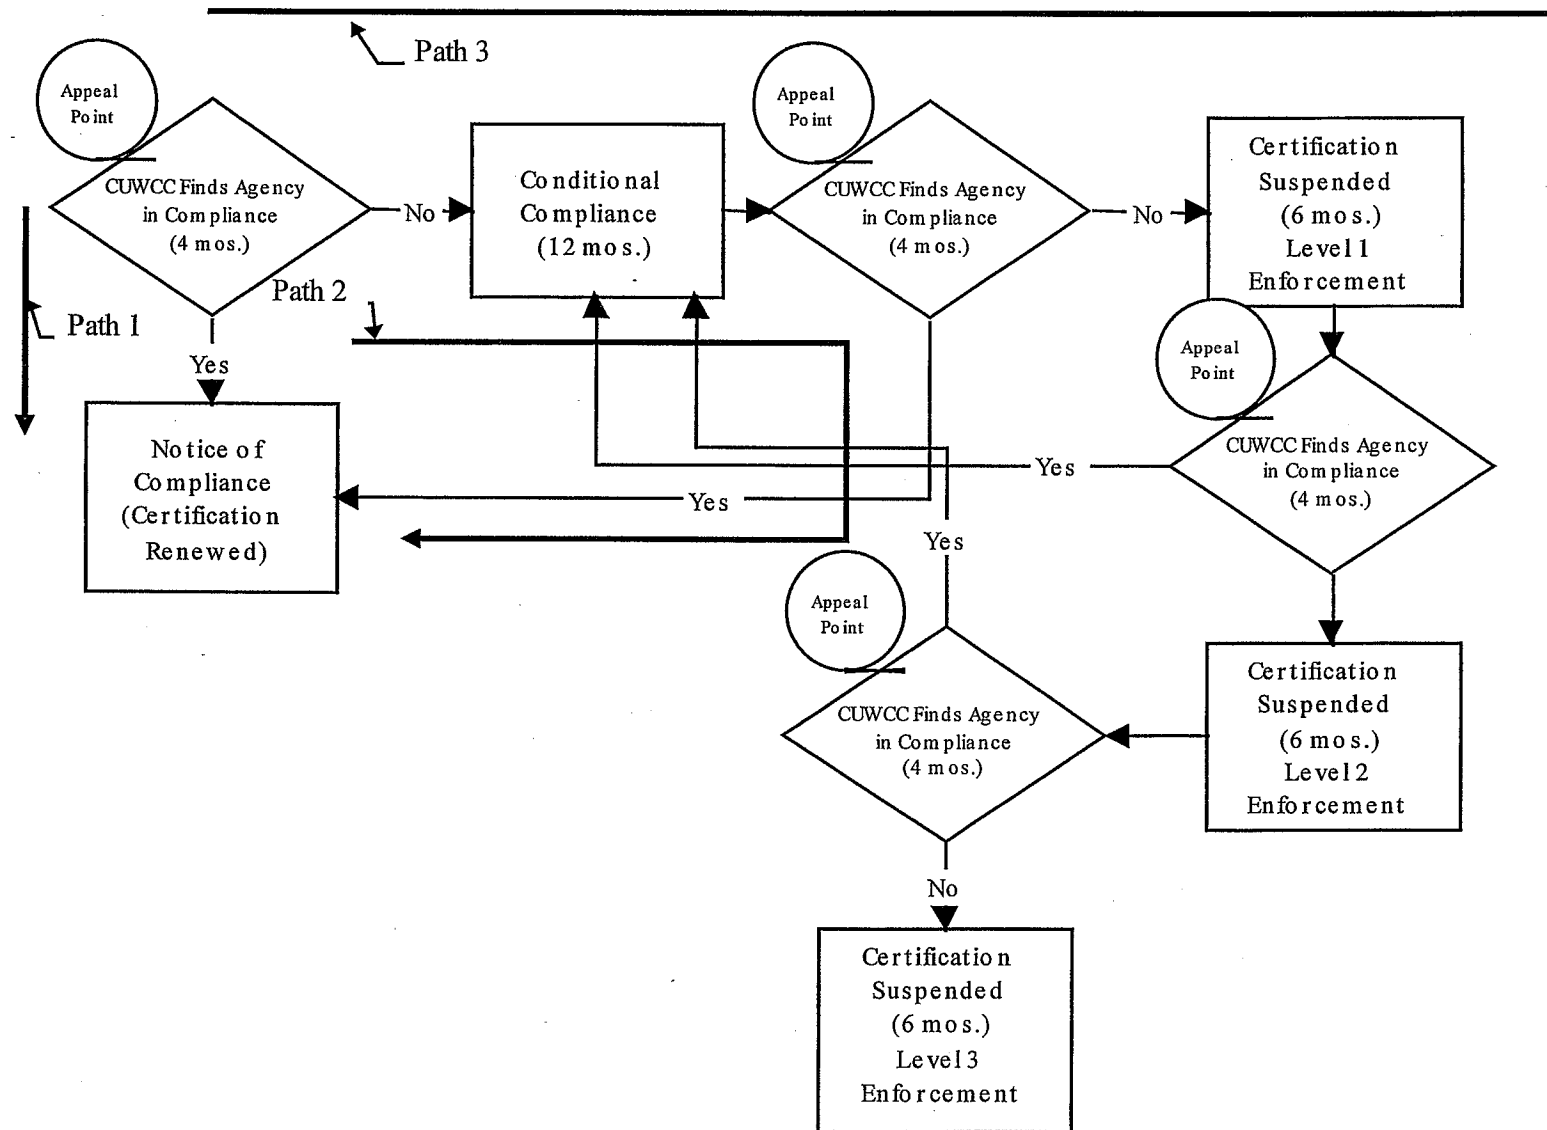 Path 3
Appeal
Point
CUWCC Finds Agency
in Compliance
(4 mos.)
No
Conditional
Compliance
(12 mos.)
Appeal
Point
CUWCC Finds Agency
in Compliance
(4 mos.)
No
Certification
Suspended
(6 mos.)
Level 1
Enforcement
Path 1
Path 2
Yes
Appeal
Point
CUWCC Finds Agency
in Compliance
(4 mos.)
Yes
Notice of
Compliance
(Certification
Renewed)
Yes
Yes
Appeal
Point
CUWCC Finds Agency
in Compliance
(4 mos.)
Certification
Suspended
(6 mos.)
Level 2
Enforcement
No
Certification
Suspended
(6 mos.)
Level 3
Enforcement